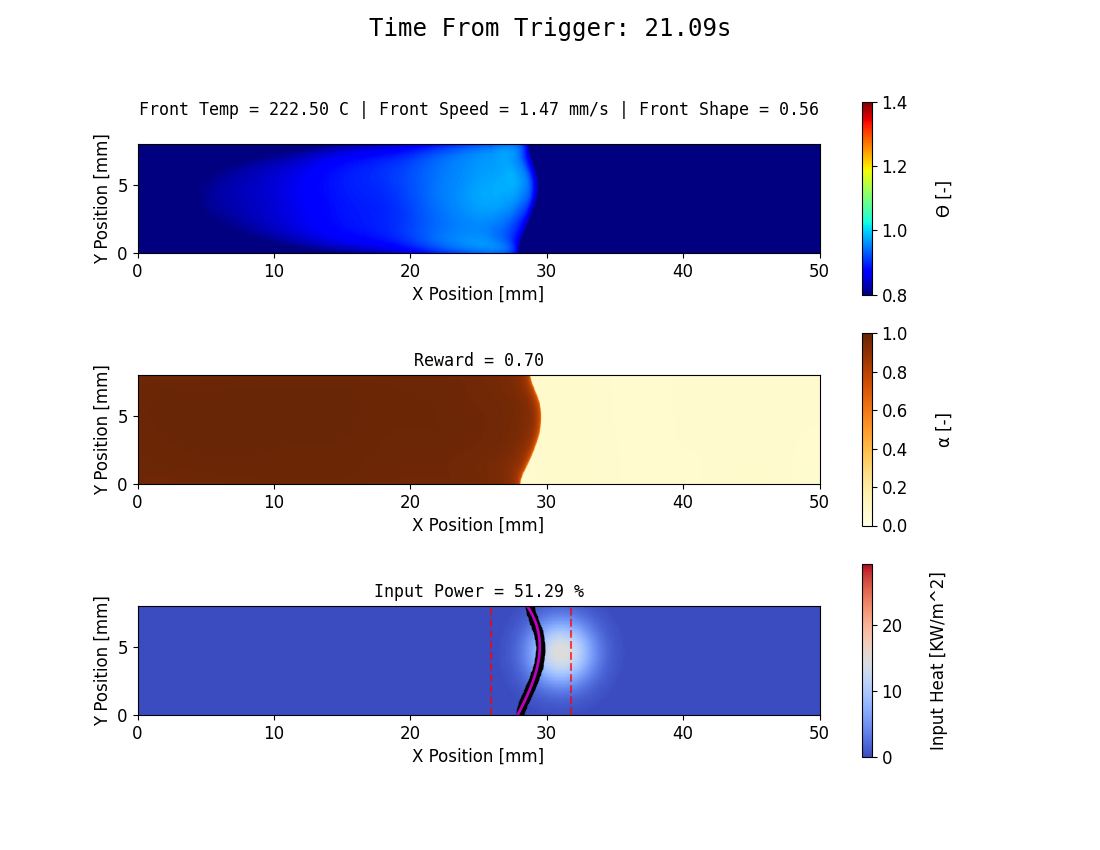 Time From Trigger: 21.09s
Front Temp = 222.50 C | Front Speed = 1.47 mm/s | Front Shape = 0.56
Y Position [mm]
5
0
0 10 20 30 40 50
X Position [mm]
1.4
1.2
1.0
0.8
Θ [-]
Reward = 0.70
Y Position [mm]
5
0
0 10 20 30 40 50
X Position [mm]
1.0
0.8
0.6
0.4
0.2
0.0
α [-]
Input Power = 51.29 %
Y Position [mm]
5
0
0 10 20 30 40 50
X Position [mm]
20
10
0
Input Heat [KW/m^2]